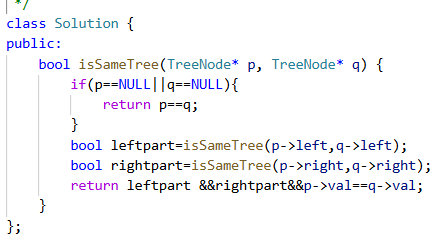 */
class Solution {
public:
    bool isSameTree(TreeNode* p, TreeNode* q) {
        if(p==NULL||q==NULL){
            return p==q;
        }
        bool leftpart=isSameTree(p->left,q->left);
        bool rightpart=isSameTree(p->right,q->right);
        return leftpart &&rightpart&&p->val==q->val;
    }
};